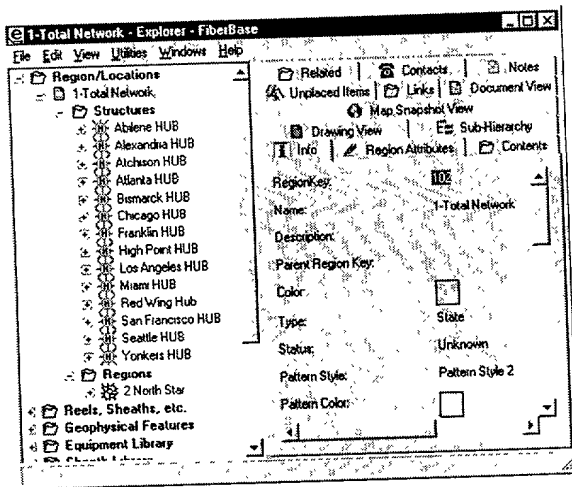 1-Total Network - Explorer - FiberBase
File Edit View Utilities Windows Help
Region/Locations
1-Total Network
Structures
Abilene HUB
Alexandria HUB
Atchison HUB
Atlanta HUB
Bismarck HUB
Chicago HUB
Franklin HUB
High Point HUB
Los Angeles HUB
Miami HUB
Red Wing Hub
San Francisco HUB
Seattle HUB
Yonkers HUB
Regions
2 North Star
Reels, Sheaths, etc.
Geophysical Features
Equipment Library
Sheath Library
Related Contacts Notes
Unplaced Items Links Document View
Map Snapshot View
Drawing View Sub-Hierarchy
Info Region Attributes Contents
RegionKey: 102
Name: 1-Total Network
Description:
Parent Region Key:
Color:
Type: State
Status: Unknown
Pattern Style: Pattern Style 2
Pattern Color: